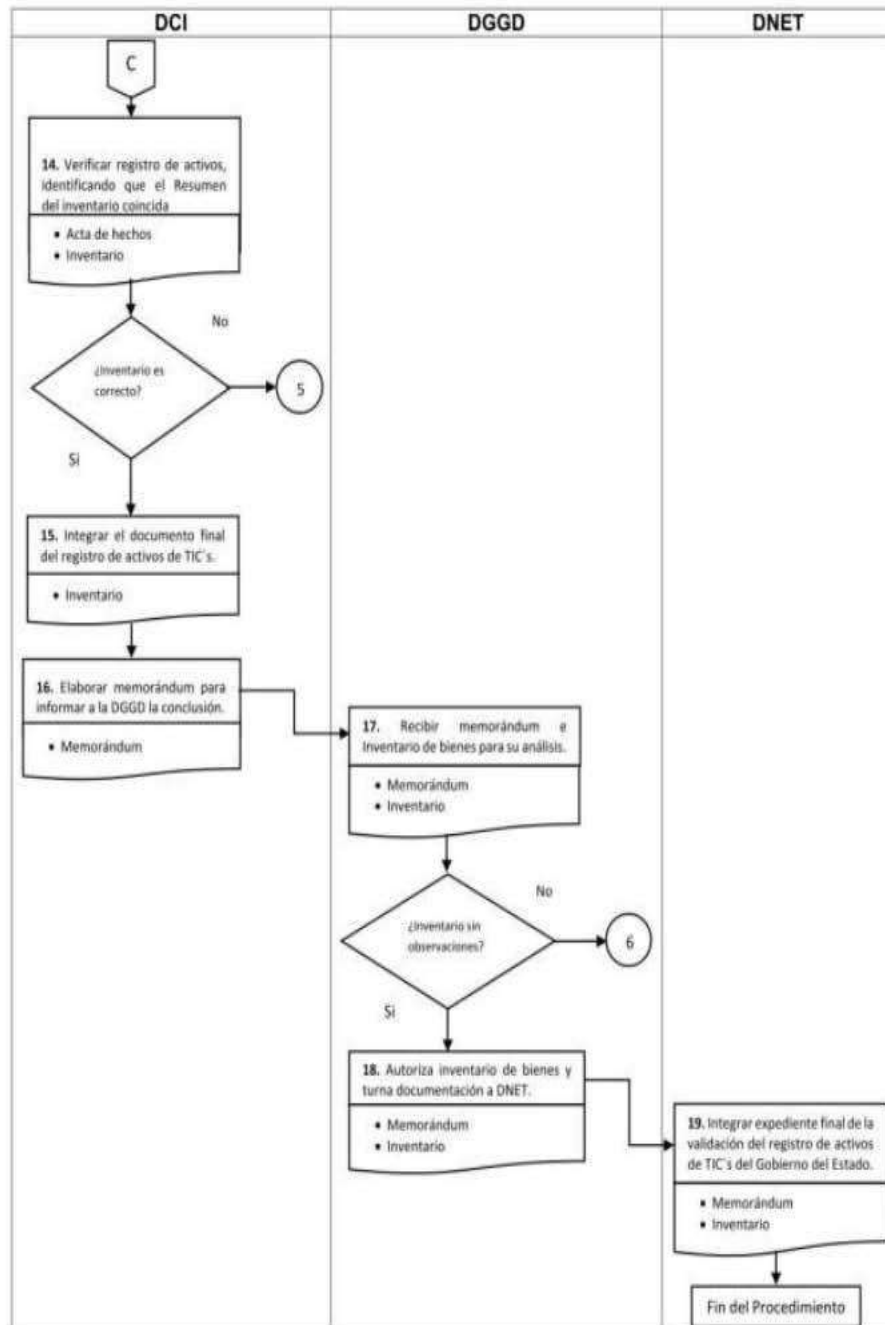 DCI
DGGD
DNET
C
14. Verificar registro de activos,
identificando que el Resumen
del inventario coincida
• Acta de hechos
• Inventario
No
¿Inventario es
correcto?
5
Si
15. Integrar el documento final
del registro de activos de TIC´s.
• Inventario
16. Elaborar memorándum para
informar a la DGGD la conclusión.
• Memorándum
17. Recibir memorándum e
Inventario de bienes para su análisis.
• Memorándum
• Inventario
No
¿Inventario sin
observaciones?
6
Si
18. Autoriza inventario de bienes y
turna documentación a DNET.
• Memorándum
• Inventario
19. Integrar expediente final de la
validación del registro de activos
de TIC´s del Gobierno del Estado.
• Memorándum
• Inventario
Fin del Procedimiento